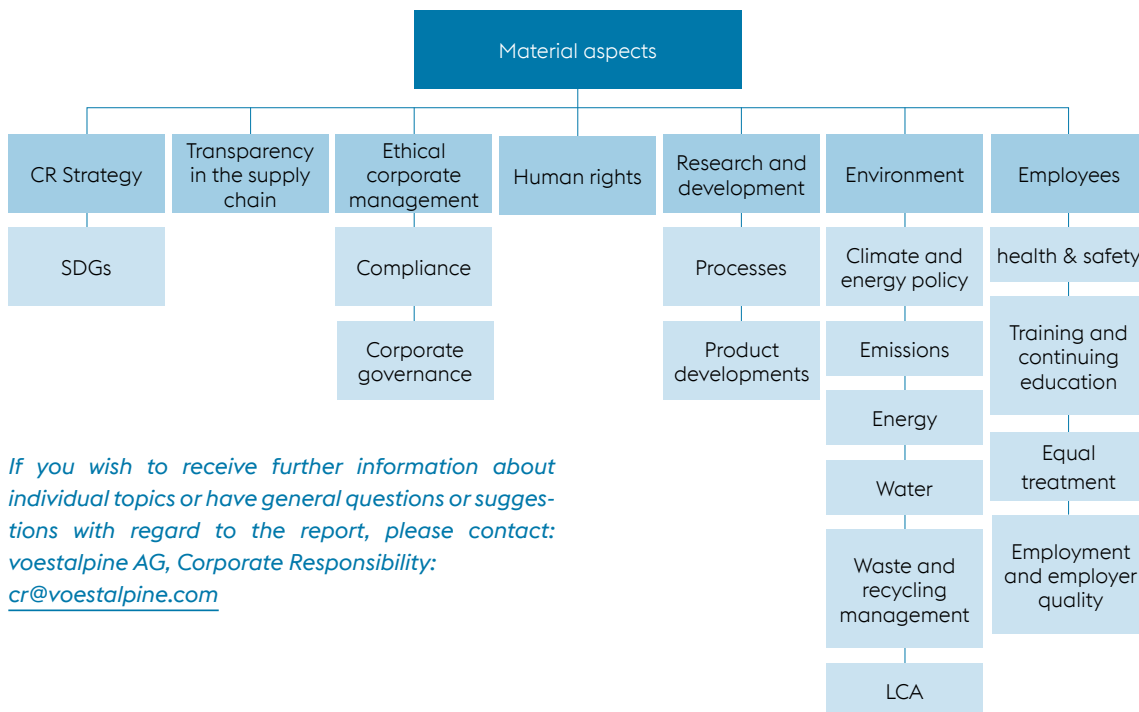 Material aspects
CR Strategy
SDGs
Transparency
in the supply
chain
Ethical
corporate
management
Compliance
Corporate
governance
Human rights
Research and
development
Processes
Product
developments
Environment
Climate and
energy policy
Emissions
Energy
Water
Waste and
recycling
management
LCA
Employees
health & safety
Training and
continuing
education
Equal
treatment
Employment
and employer
quality
If you wish to receive further information about
individual topics or have general questions or sugges-
tions with regard to the report, please contact:
voestalpine AG, Corporate Responsibility:
cr@voestalpine.com